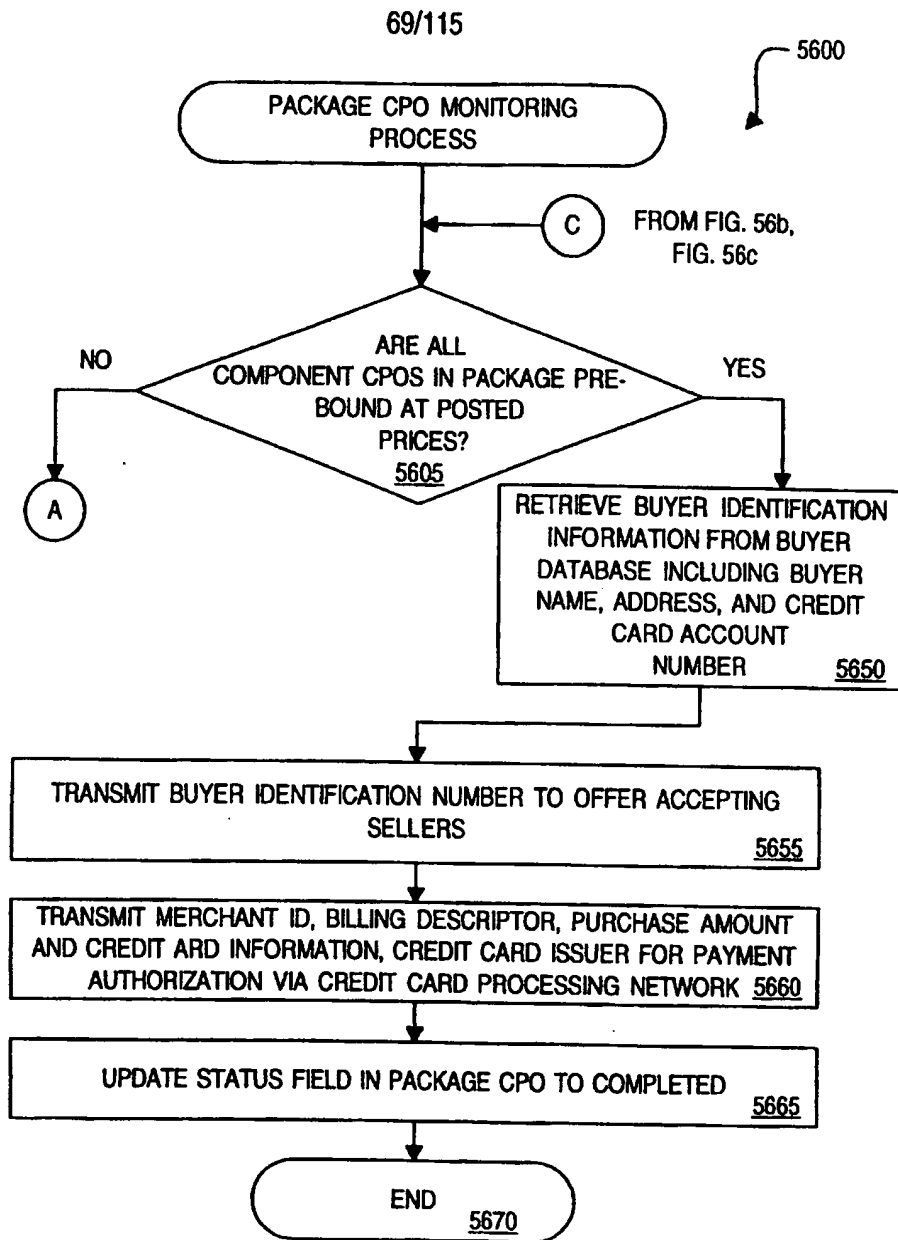 69/115
5600
PACKAGE CPO MONITORING
PROCESS
C
FROM FIG. 56b,
FIG. 56c
NO
ARE ALL
COMPONENT CPOS IN PACKAGE PRE-
BOUND AT POSTED
PRICES?
5605
YES
A
RETRIEVE BUYER IDENTIFICATION
INFORMATION FROM BUYER
DATABASE INCLUDING BUYER
NAME, ADDRESS, AND CREDIT
CARD ACCOUNT
NUMBER 5650
TRANSMIT BUYER IDENTIFICATION NUMBER TO OFFER ACCEPTING
SELLERS
5655
TRANSMIT MERCHANT ID, BILLING DESCRIPTOR, PURCHASE AMOUNT
AND CREDIT ARD INFORMATION, CREDIT CARD ISSUER FOR PAYMENT
AUTHORIZATION VIA CREDIT CARD PROCESSING NETWORK 5660
UPDATE STATUS FIELD IN PACKAGE CPO TO COMPLETED
5665
END
5670